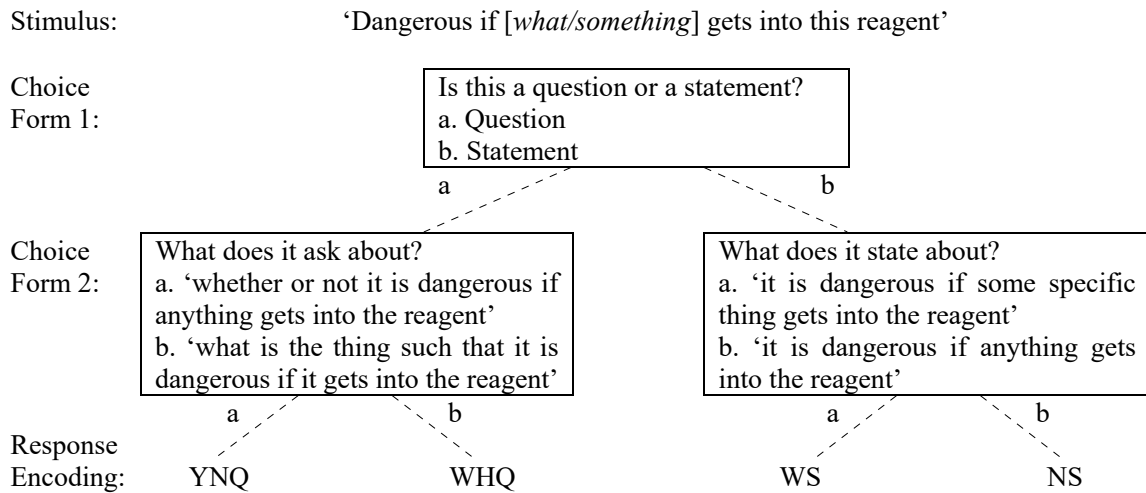 Stimulus: ‘Dangerous if [what/something] gets into this reagent’
Choice
Form 1:
Is this a question or a statement?
a. Question
b. Statement
a b
Choice
Form 2:
What does it ask about?
a. ‘whether or not it is dangerous if
anything gets into the reagent’
b. ‘what is the thing such that it is
dangerous if it gets into the reagent’
What does it state about?
a. ‘it is dangerous if some specific
thing gets into the reagent’
b. ‘it is dangerous if anything gets
into the reagent’
a b a b
Response
Encoding: YNQ WHQ WS NS